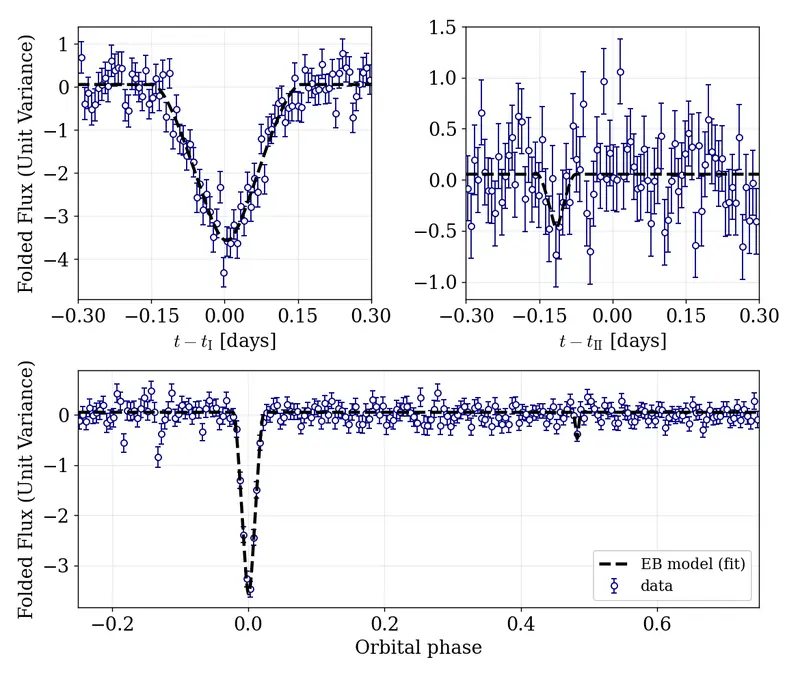 Folded Flux (Unit Variance)
1
0
−1
−2
−3
−4
−0.30 −0.15 0.00 0.15 0.30
t − tI [days]
1.5
1.0
0.5
0.0
−0.5
−1.0
−0.30 −0.15 0.00 0.15 0.30
t − tII [days]
Folded Flux (Unit Variance)
0
−1
−2
−3
−0.2 0.0 0.2 0.4 0.6
Orbital phase
EB model (fit)
data